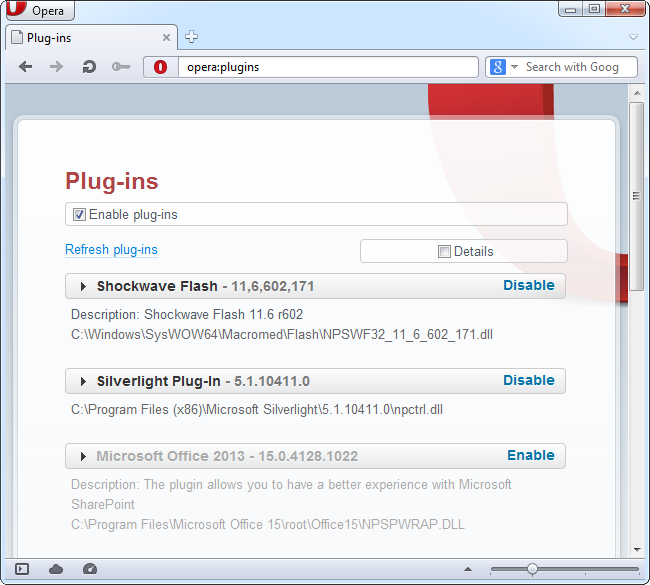 Opera
Plug-ins
opera:plugins
Search with Goog
Plug-ins
Enable plug-ins
Refresh plug-ins
Details
Shockwave Flash - 11,6,602,171 Disable
Description: Shockwave Flash 11.6 r602
C:\Windows\SysWOW64\Macromed\Flash\NPSWF32_11_6_602_171.dll
Silverlight Plug-In - 5.1.10411.0 Disable
C:\Program Files (x86)\Microsoft Silverlight\5.1.10411.0\npctrl.dll
Microsoft Office 2013 - 15.0.4128.1022 Enable
Description: The plugin allows you to have a better experience with Microsoft
SharePoint
C:\Program Files\Microsoft Office 15\root\Office15\NPSPWRAP.DLL